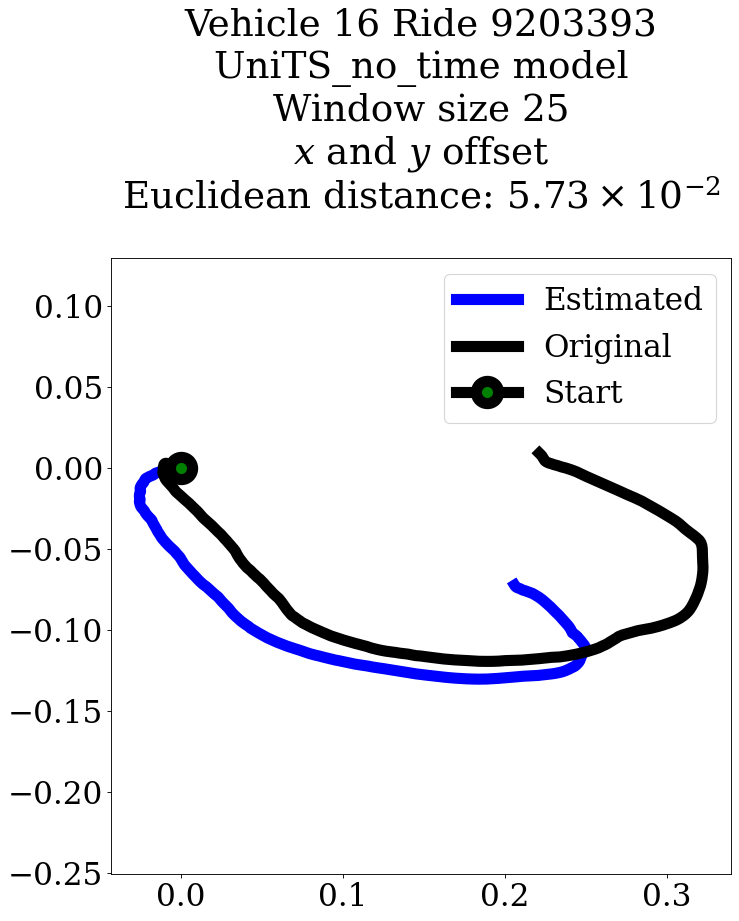 Vehicle 16 Ride 9203393
UniTS_no_time model
Window size 25
x and y offset
Euclidean distance: 5.73 × 10⁻²
Estimated
Original
Start
0.10
0.05
0.00
−0.05
−0.10
−0.15
−0.20
−0.25
0.0 0.1 0.2 0.3